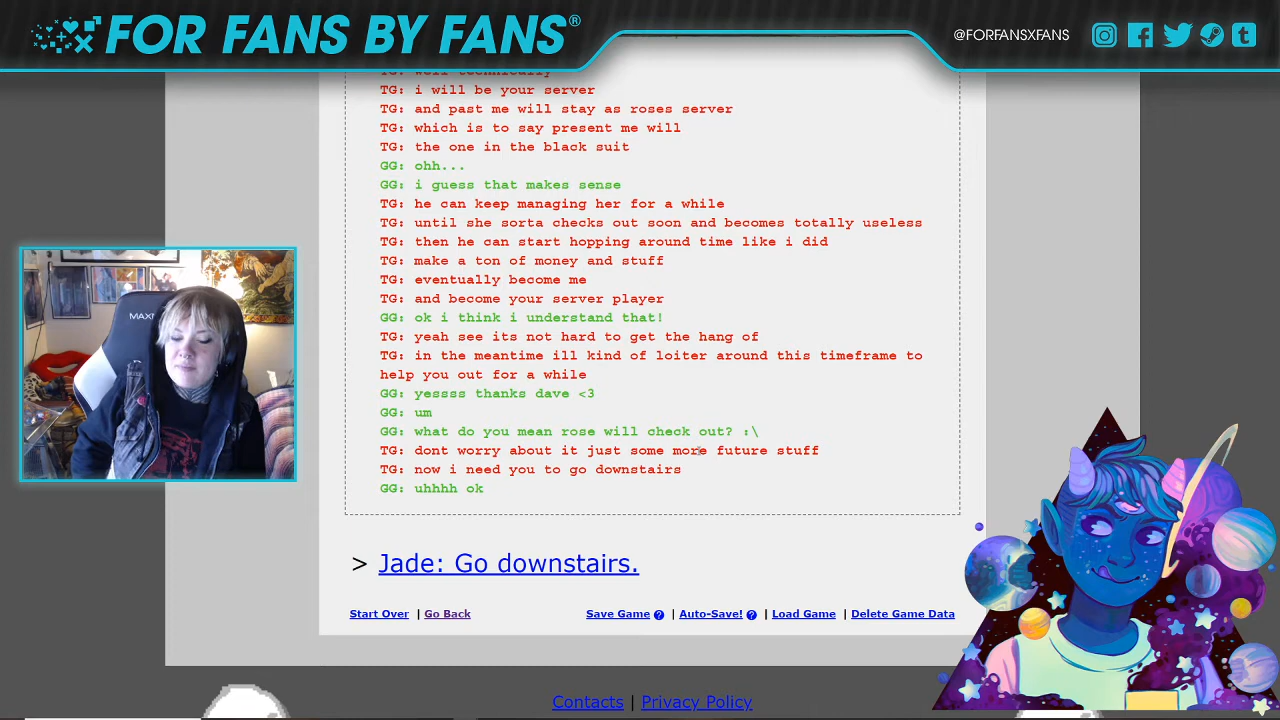 FOR FANS BY FANS®
@FORFANSXFANS
TG: well technically
TG: i will be your server
TG: and past me will stay as roses server
TG: which is to say present me will
TG: the one in the black suit
GG: ohh...
GG: i guess that makes sense
TG: he can keep managing her for a while
TG: until she sorta checks out soon and becomes totally useless
TG: then he can start hopping around time like i did
TG: make a ton of money and stuff
TG: eventually become me
TG: and become your server player
GG: ok i think i understand that!
TG: yeah see its not hard to get the hang of
TG: in the meantime ill kind of loiter around this timeframe to
help you out for a while
GG: yessss thanks dave <3
GG: um
GG: what do you mean rose will check out? :\
TG: dont worry about it just some more future stuff
TG: now i need you to go downstairs
GG: uhhhh ok
> Jade: Go downstairs.
Start Over | Go Back Save Game ? | Auto-Save! ? | Load Game | Delete Game Data
Contacts | Privacy Policy